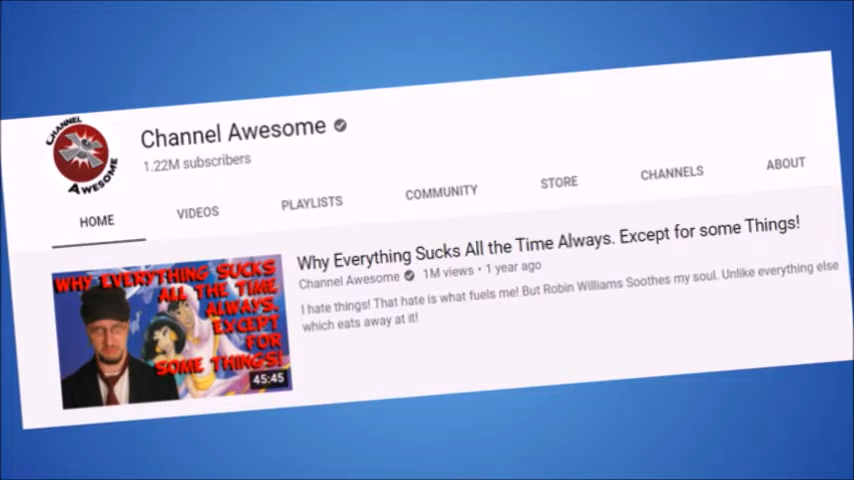 CHANNEL
AWESOME
Channel Awesome
1.22M subscribers
HOME
VIDEOS
PLAYLISTS
COMMUNITY
STORE
CHANNELS
ABOUT
WHY EVERYTHING SUCKS
ALL THE TIME
ALWAYS.
EXCEPT
FOR
SOME THINGS!
45:45
Why Everything Sucks All the Time Always. Except for some Things!
Channel Awesome 1M views • 1 year ago
I hate things! That hate is what fuels me! But Robin Williams Soothes my soul. Unlike everything else
which eats away at it!